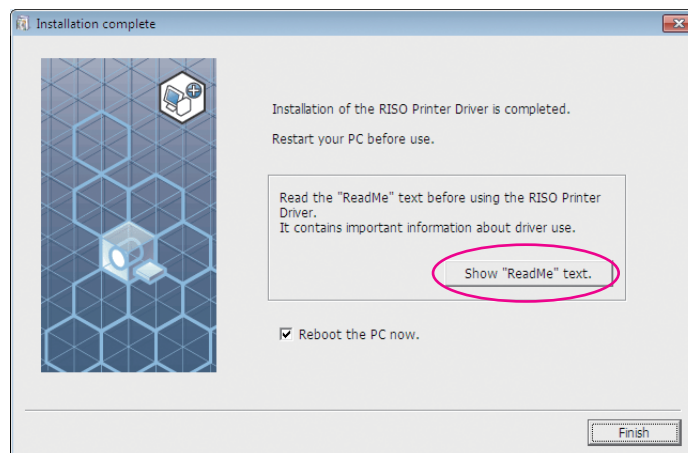 Installation complete
Installation of the RISO Printer Driver is completed.
Restart your PC before use.
Read the "ReadMe" text before using the RISO Printer
Driver.
It contains important information about driver use.
Show "ReadMe" text.
Reboot the PC now.
Finish